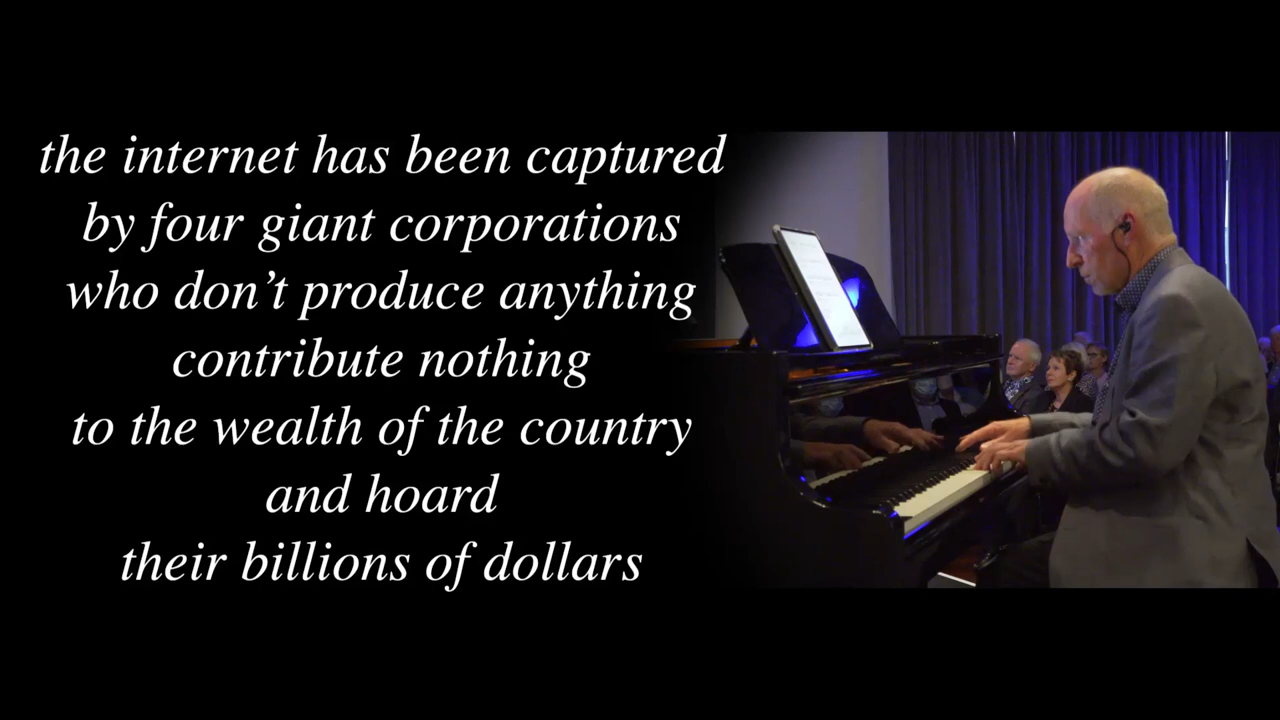 the internet has been captured
by four giant corporations
who don’t produce anything
contribute nothing
to the wealth of the country
and hoard
their billions of dollars